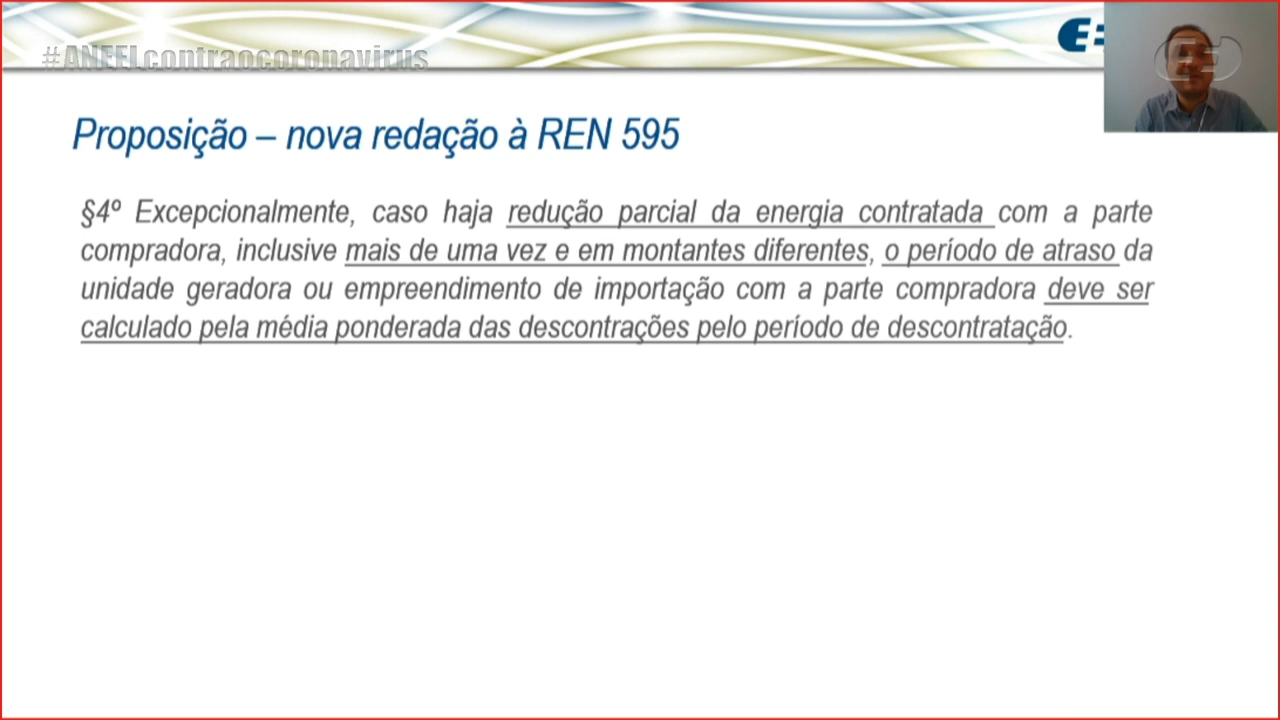 #ANEELcontraocoronavirus
Proposição – nova redação à REN 595
§4º Excepcionalmente, caso haja redução parcial da energia contratada com a parte
compradora, inclusive mais de uma vez e em montantes diferentes, o período de atraso da
unidade geradora ou empreendimento de importação com a parte compradora deve ser
calculado pela média ponderada das descontrações pelo período de descontratação.